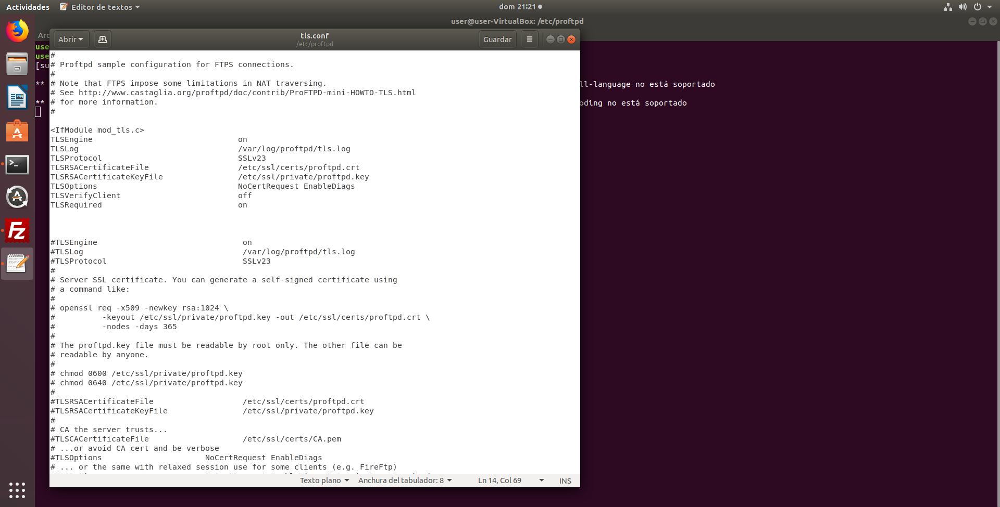 Actividades Editor de textos dom 21:21
user@user-VirtualBox: /etc/proftpd
Arc
Abrir tls.conf Guardar
/etc/proftpd
use
use
[su
** ll-language no está soportado
** oding no está soportado
#
# Proftpd sample configuration for FTPS connections.
#
# Note that FTPS impose some limitations in NAT traversing.
# See http://www.castaglia.org/proftpd/doc/contrib/ProFTPD-mini-HOWTO-TLS.html
# for more information.
#
<IfModule mod_tls.c>
TLSEngine on
TLSLog /var/log/proftpd/tls.log
TLSProtocol SSLv23
TLSRSACertificateFile /etc/ssl/certs/proftpd.crt
TLSRSACertificateKeyFile /etc/ssl/private/proftpd.key
TLSOptions NoCertRequest EnableDiags
TLSVerifyClient off
TLSRequired on
#TLSEngine on
#TLSLog /var/log/proftpd/tls.log
#TLSProtocol SSLv23
#
# Server SSL certificate. You can generate a self-signed certificate using
# a command like:
#
# openssl req -x509 -newkey rsa:1024 \
# -keyout /etc/ssl/private/proftpd.key -out /etc/ssl/certs/proftpd.crt \
# -nodes -days 365
#
# The proftpd.key file must be readable by root only. The other file can be
# readable by anyone.
#
# chmod 0600 /etc/ssl/private/proftpd.key
# chmod 0640 /etc/ssl/private/proftpd.key
#
#TLSRSACertificateFile /etc/ssl/certs/proftpd.crt
#TLSRSACertificateKeyFile /etc/ssl/private/proftpd.key
#
# CA the server trusts...
#TLSCACertificateFile /etc/ssl/certs/CA.pem
# ...or avoid CA cert and be verbose
#TLSOptions NoCertRequest EnableDiags
# ... or the same with relaxed session use for some clients (e.g. FireFtp)
Texto plano Anchura del tabulador: 8 Ln 14, Col 69 INS